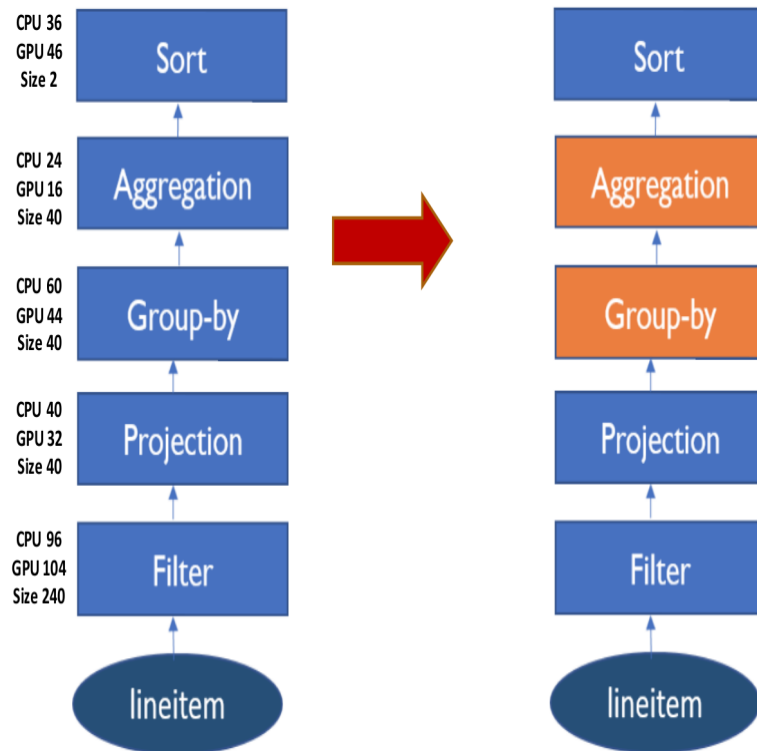 CPU 36
GPU 46
Size 2
Sort
Sort
CPU 24
GPU 16
Size 40
Aggregation
Aggregation
CPU 60
GPU 44
Size 40
Group-by
Group-by
CPU 40
GPU 32
Size 40
Projection
Projection
CPU 96
GPU 104
Size 240
Filter
Filter
lineitem
lineitem